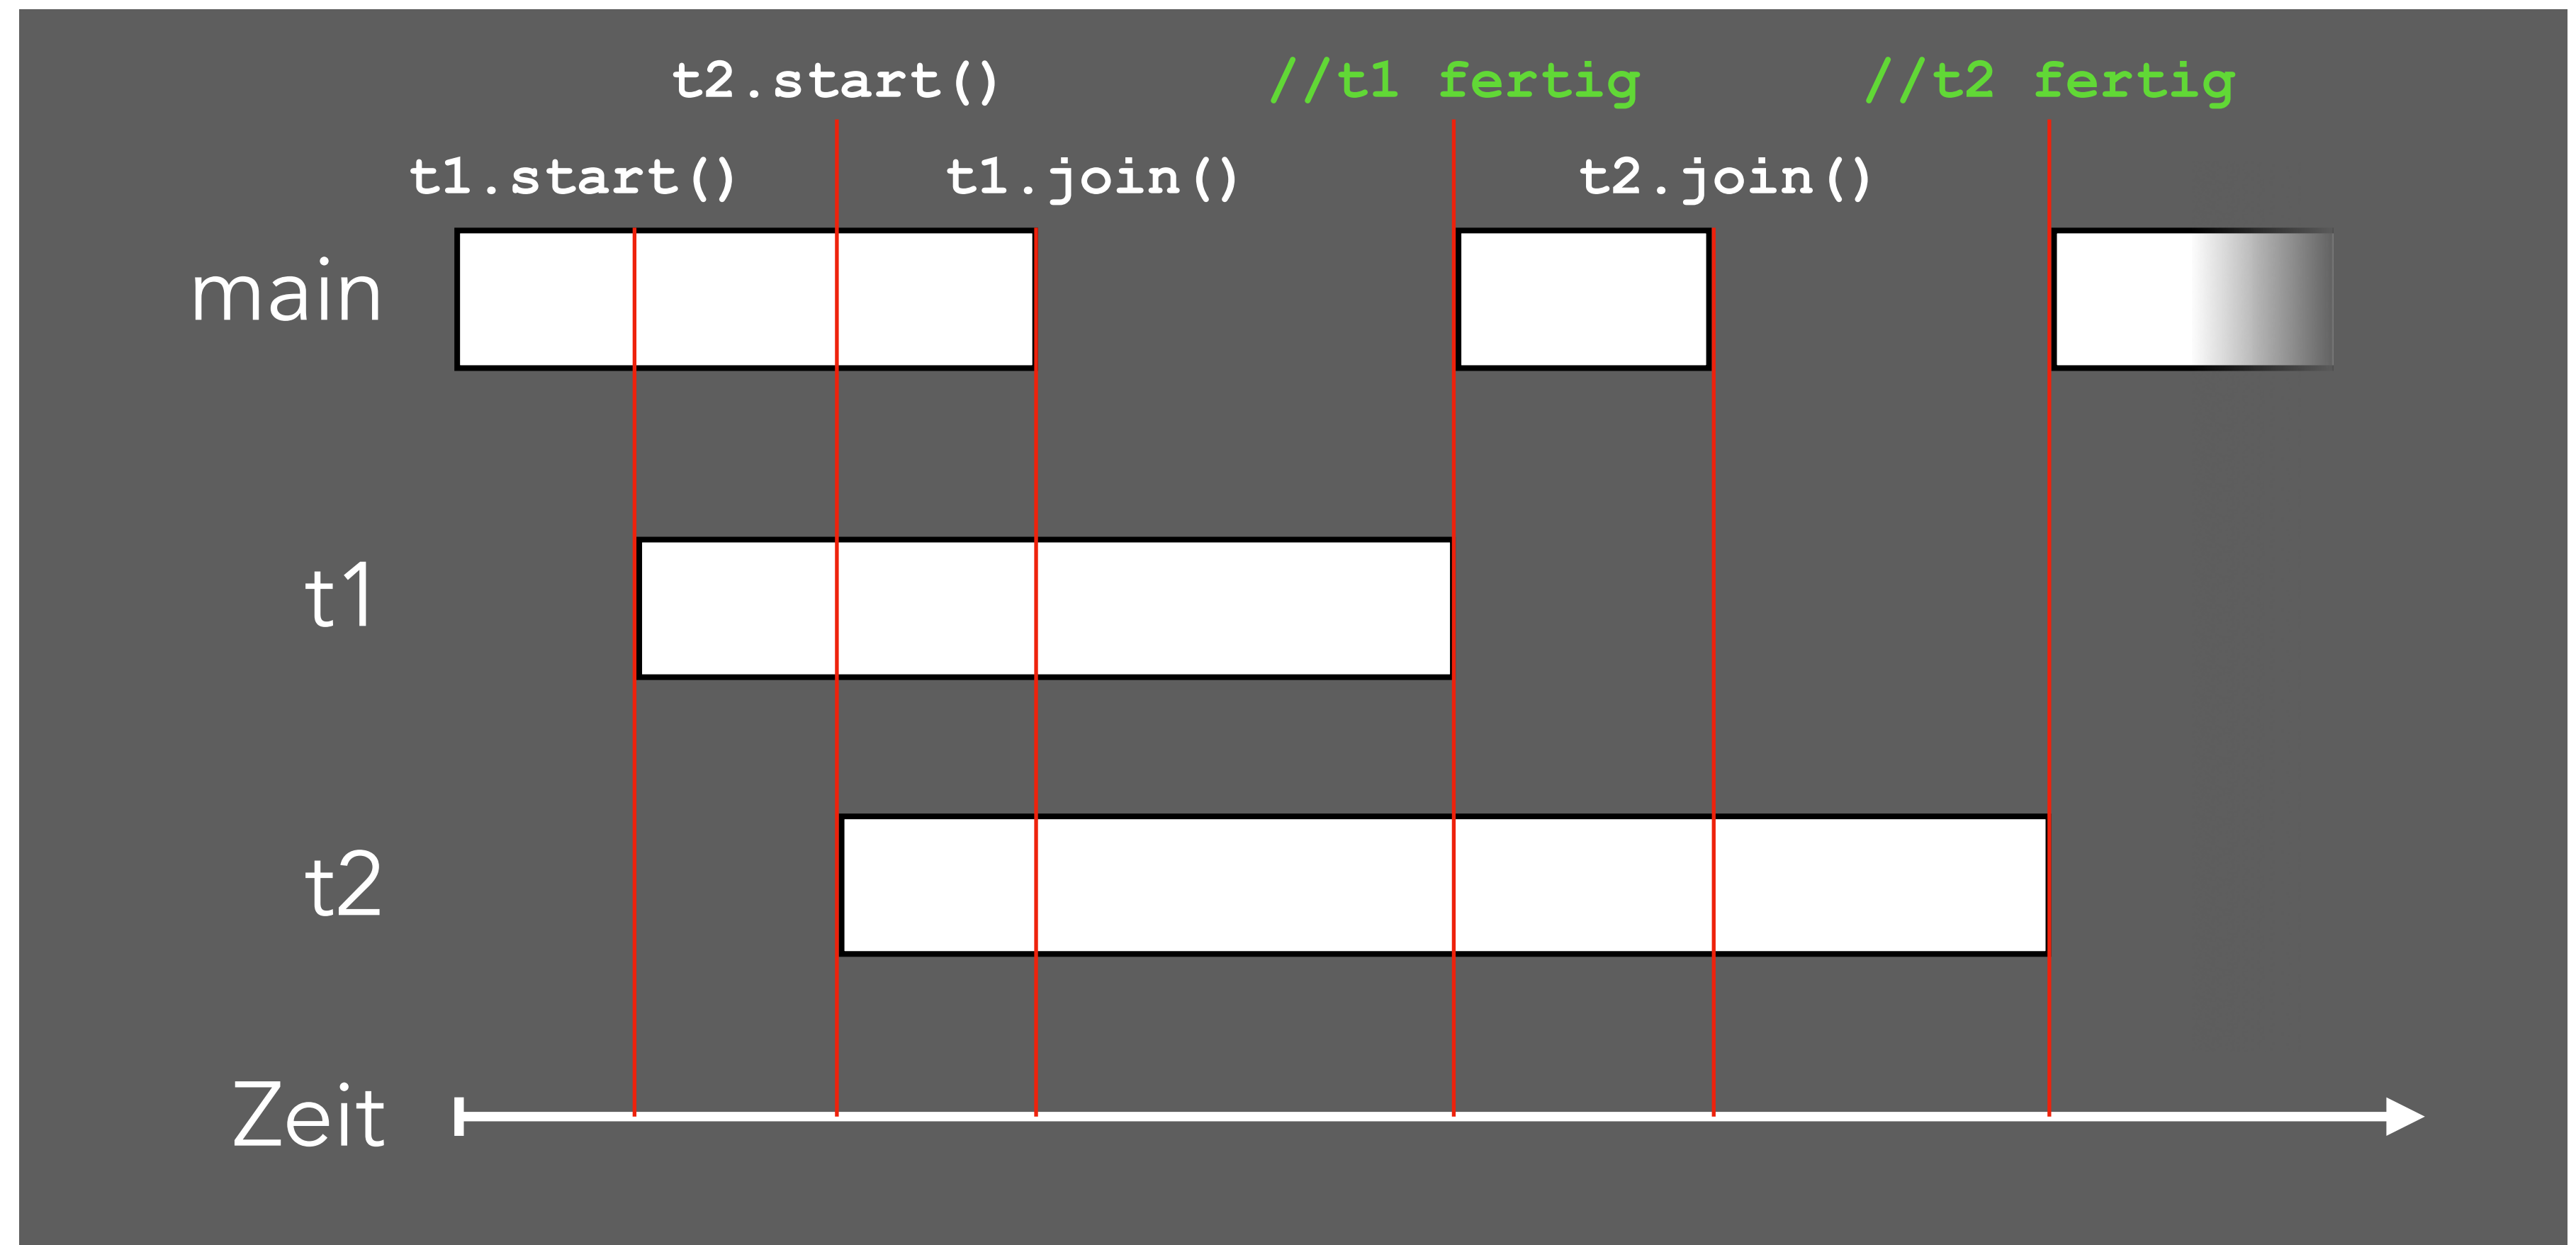 t2.start() //t1 fertig //t2 fertig
t1.start() t1.join() t2.join()
main
t1
t2
Zeit